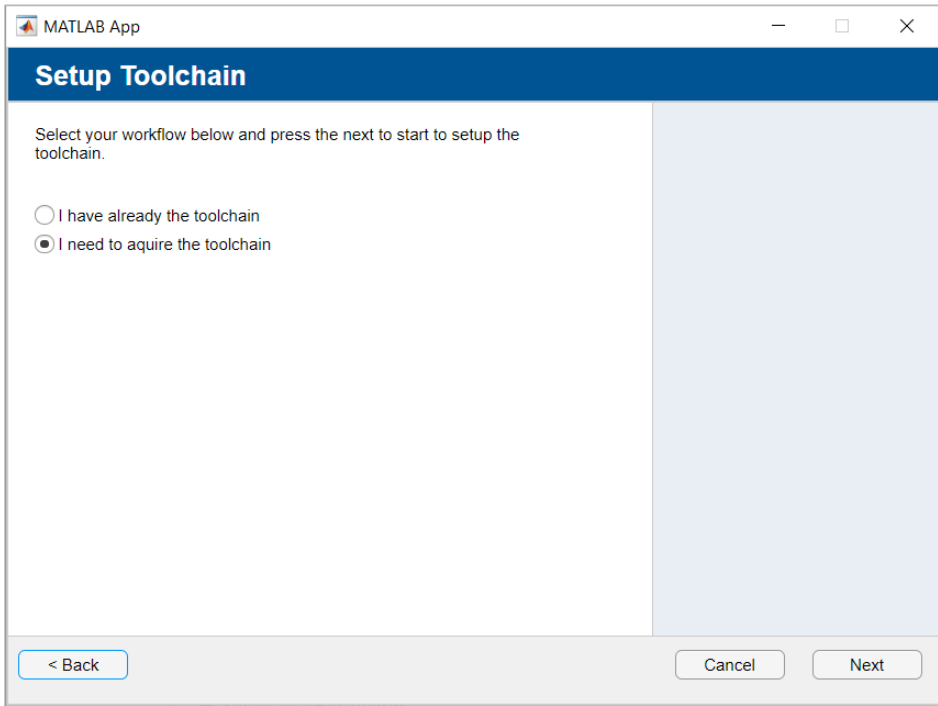 MATLAB App
Setup Toolchain
Select your workflow below and press the next to start to setup the
toolchain.
I have already the toolchain
I need to aquire the toolchain
< Back
Cancel
Next